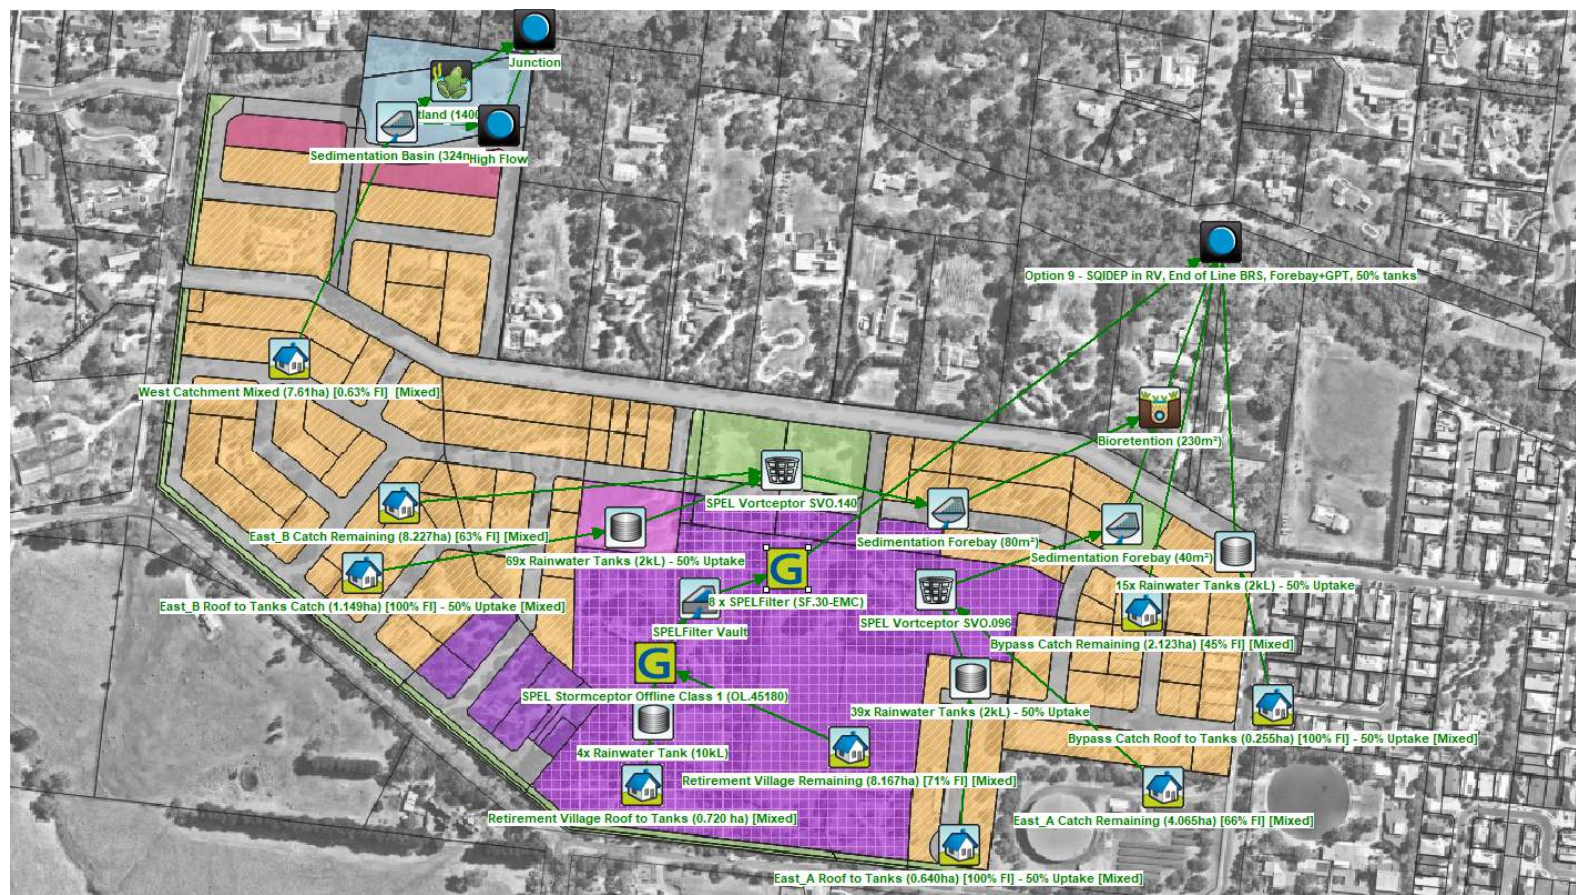 Junction
tland (140
Sedimentation Basin (324m
High Flow
Option 9 - SQIDEP in RV, End of Line BRS, Forebay+GPT, 50% tanks
West Catchment Mixed (7.61ha) [0.63% FI] [Mixed]
Bioretention (230m²)
SPEL Vortceptor SVO.140
East_B Catch Remaining (8.227ha) [63% FI] [Mixed]
Sedimentation Forebay (80m²)
Sedimentation Forebay (40m²)
69x Rainwater Tanks (2kL) - 50% Uptake
15x Rainwater Tanks (2kL) - 50% Uptake
G
8 x SPELFilter (SF.30-EMC)
East_B Roof to Tanks Catch (1.149ha) [100% FI] - 50% Uptake [Mixed]
SPELFilter Vault
SPEL Vortceptor SVO.096
Bypass Catch Remaining (2.123ha) [45% FI] [Mixed]
G
SPEL Stormceptor Offline Class 1 (OL.45180)
39x Rainwater Tanks (2kL) - 50% Uptake
Bypass Catch Roof to Tanks (0.255ha) [100% FI] - 50% Uptake [Mixed]
4x Rainwater Tank (10kL)
Retirement Village Remaining (8.167ha) [71% FI] [Mixed]
Retirement Village Roof to Tanks (0.720 ha) [Mixed]
East_A Catch Remaining (4.065ha) [66% FI] [Mixed]
East_A Roof to Tanks (0.640ha) [100% FI] - 50% Uptake [Mixed]